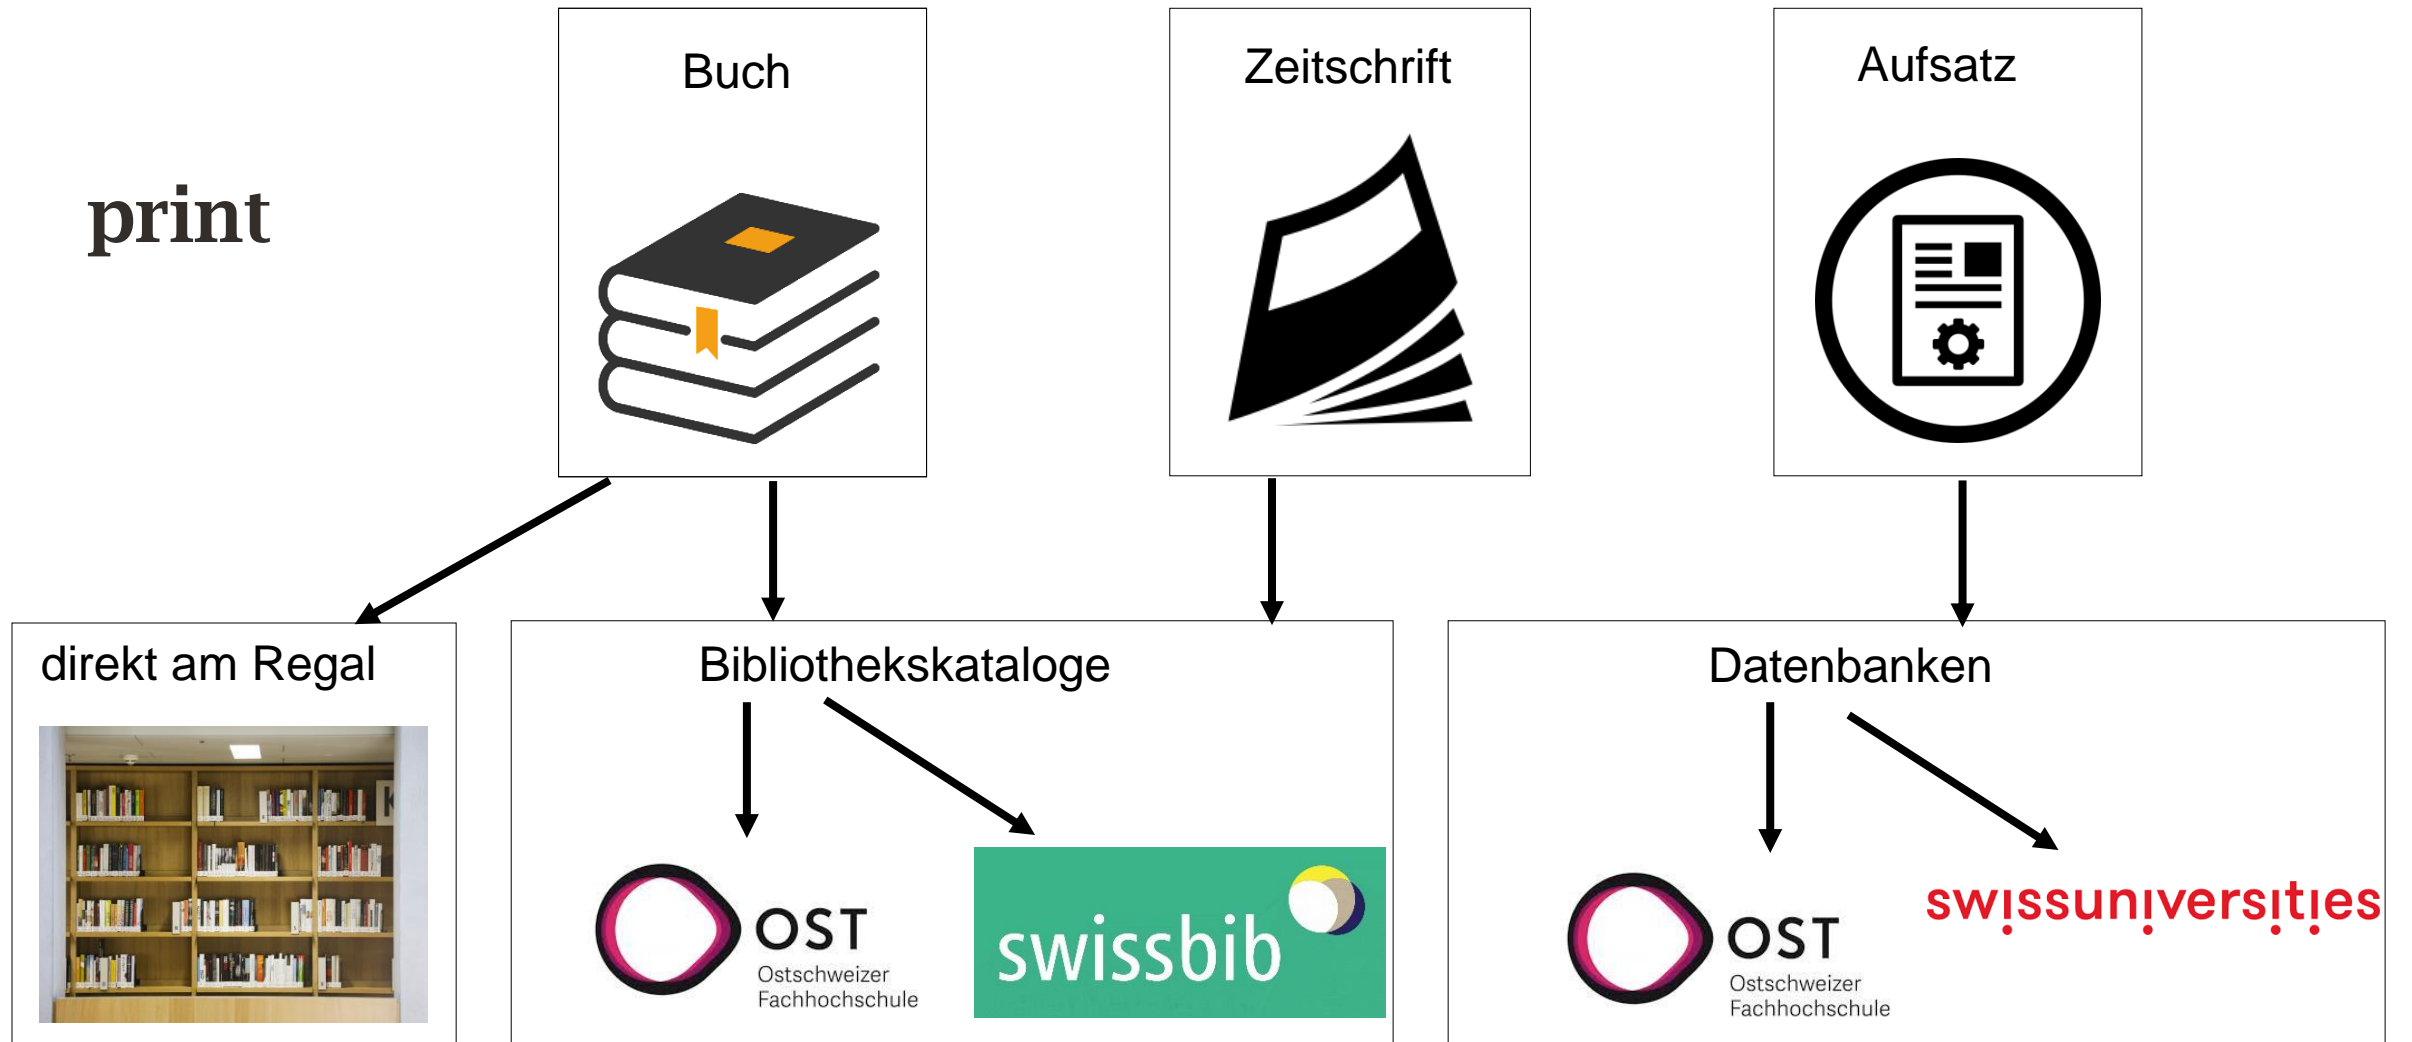 Buch
Zeitschrift
Aufsatz
print
direkt am Regal
Bibliothekskataloge
Datenbanken
OST
Ostschweizer
Fachhochschule
swissbib
OST
Ostschweizer
Fachhochschule
swissuniversities